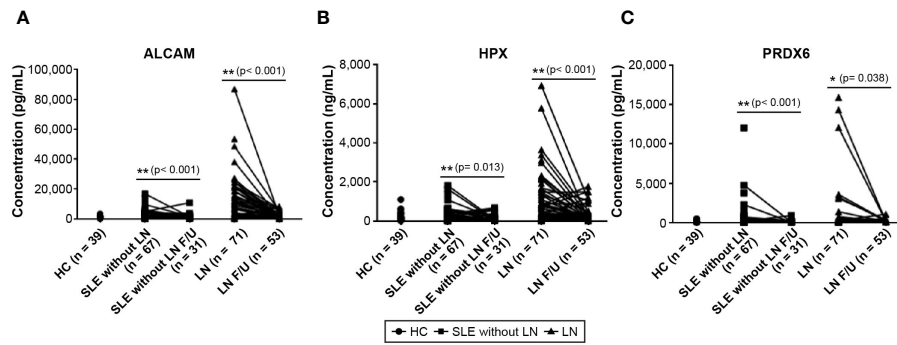 A
ALCAM
Concentration (pg/mL)
100,000
80,000
60,000
40,000
20,000
0
** (p< 0.001)
** (p< 0.001)
HC (n = 39)
SLE without LN
(n = 67)
SLE without LN F/U
(n = 31)
LN (n = 71)
LN F/U (n = 53)
B
HPX
Concentration (pg/mL)
8,000
6,000
4,000
2,000
0
** (p= 0.013)
** (p< 0.001)
HC (n = 39)
SLE without LN
(n = 67)
SLE without LN F/U
(n = 31)
LN (n = 71)
LN F/U (n = 53)
C
PRDX6
Concentration (pg/mL)
20,000
15,000
10,000
5,000
0
** (p< 0.001)
* (p= 0.038)
HC (n = 39)
SLE without LN
(n = 67)
SLE without LN F/U
(n = 31)
LN (n = 71)
LN F/U (n = 53)
HC SLE without LN LN